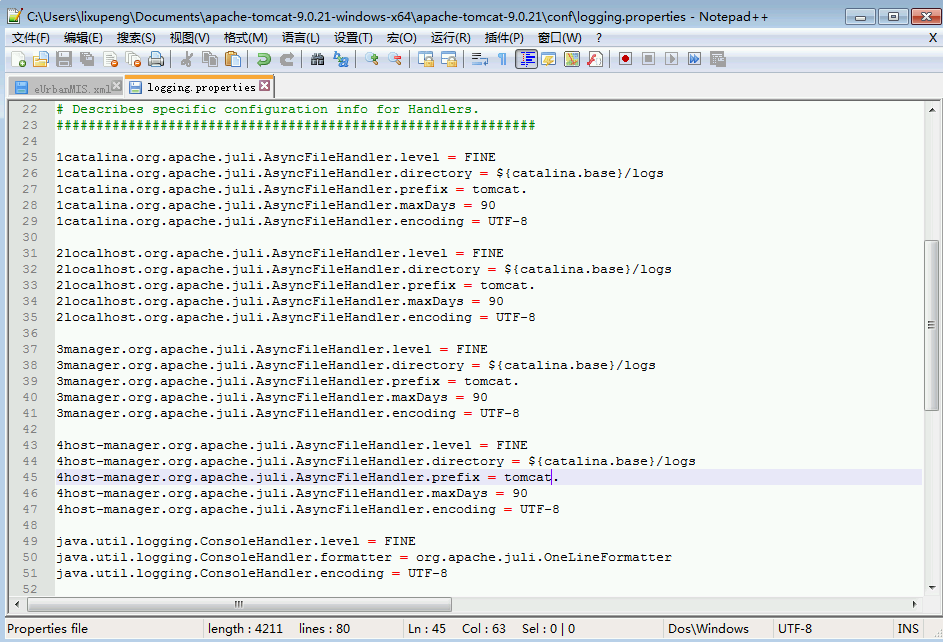 C:\Users\lixupeng\Documents\apache-tomcat-9.0.21-windows-x64\apache-tomcat-9.0.21\conf\logging.properties - Notepad++
文件(F) 编辑(E) 搜索(S) 视图(V) 格式(M) 语言(L) 设置(T) 宏(O) 运行(R) 插件(P) 窗口(W) ? X
eUrbanMIS.xml logging.properties
22 # Describes specific configuration info for Handlers.
23 ############################################################
24
25 1catalina.org.apache.juli.AsyncFileHandler.level = FINE
26 1catalina.org.apache.juli.AsyncFileHandler.directory = ${catalina.base}/logs
27 1catalina.org.apache.juli.AsyncFileHandler.prefix = tomcat.
28 1catalina.org.apache.juli.AsyncFileHandler.maxDays = 90
29 1catalina.org.apache.juli.AsyncFileHandler.encoding = UTF-8
30
31 2localhost.org.apache.juli.AsyncFileHandler.level = FINE
32 2localhost.org.apache.juli.AsyncFileHandler.directory = ${catalina.base}/logs
33 2localhost.org.apache.juli.AsyncFileHandler.prefix = tomcat.
34 2localhost.org.apache.juli.AsyncFileHandler.maxDays = 90
35 2localhost.org.apache.juli.AsyncFileHandler.encoding = UTF-8
36
37 3manager.org.apache.juli.AsyncFileHandler.level = FINE
38 3manager.org.apache.juli.AsyncFileHandler.directory = ${catalina.base}/logs
39 3manager.org.apache.juli.AsyncFileHandler.prefix = tomcat.
40 3manager.org.apache.juli.AsyncFileHandler.maxDays = 90
41 3manager.org.apache.juli.AsyncFileHandler.encoding = UTF-8
42
43 4host-manager.org.apache.juli.AsyncFileHandler.level = FINE
44 4host-manager.org.apache.juli.AsyncFileHandler.directory = ${catalina.base}/logs
45 4host-manager.org.apache.juli.AsyncFileHandler.prefix = tomcat.
46 4host-manager.org.apache.juli.AsyncFileHandler.maxDays = 90
47 4host-manager.org.apache.juli.AsyncFileHandler.encoding = UTF-8
48
49 java.util.logging.ConsoleHandler.level = FINE
50 java.util.logging.ConsoleHandler.formatter = org.apache.juli.OneLineFormatter
51 java.util.logging.ConsoleHandler.encoding = UTF-8
52
Properties file length : 4211 lines : 80 Ln : 45 Col : 63 Sel : 0 | 0 Dos\Windows UTF-8 INS